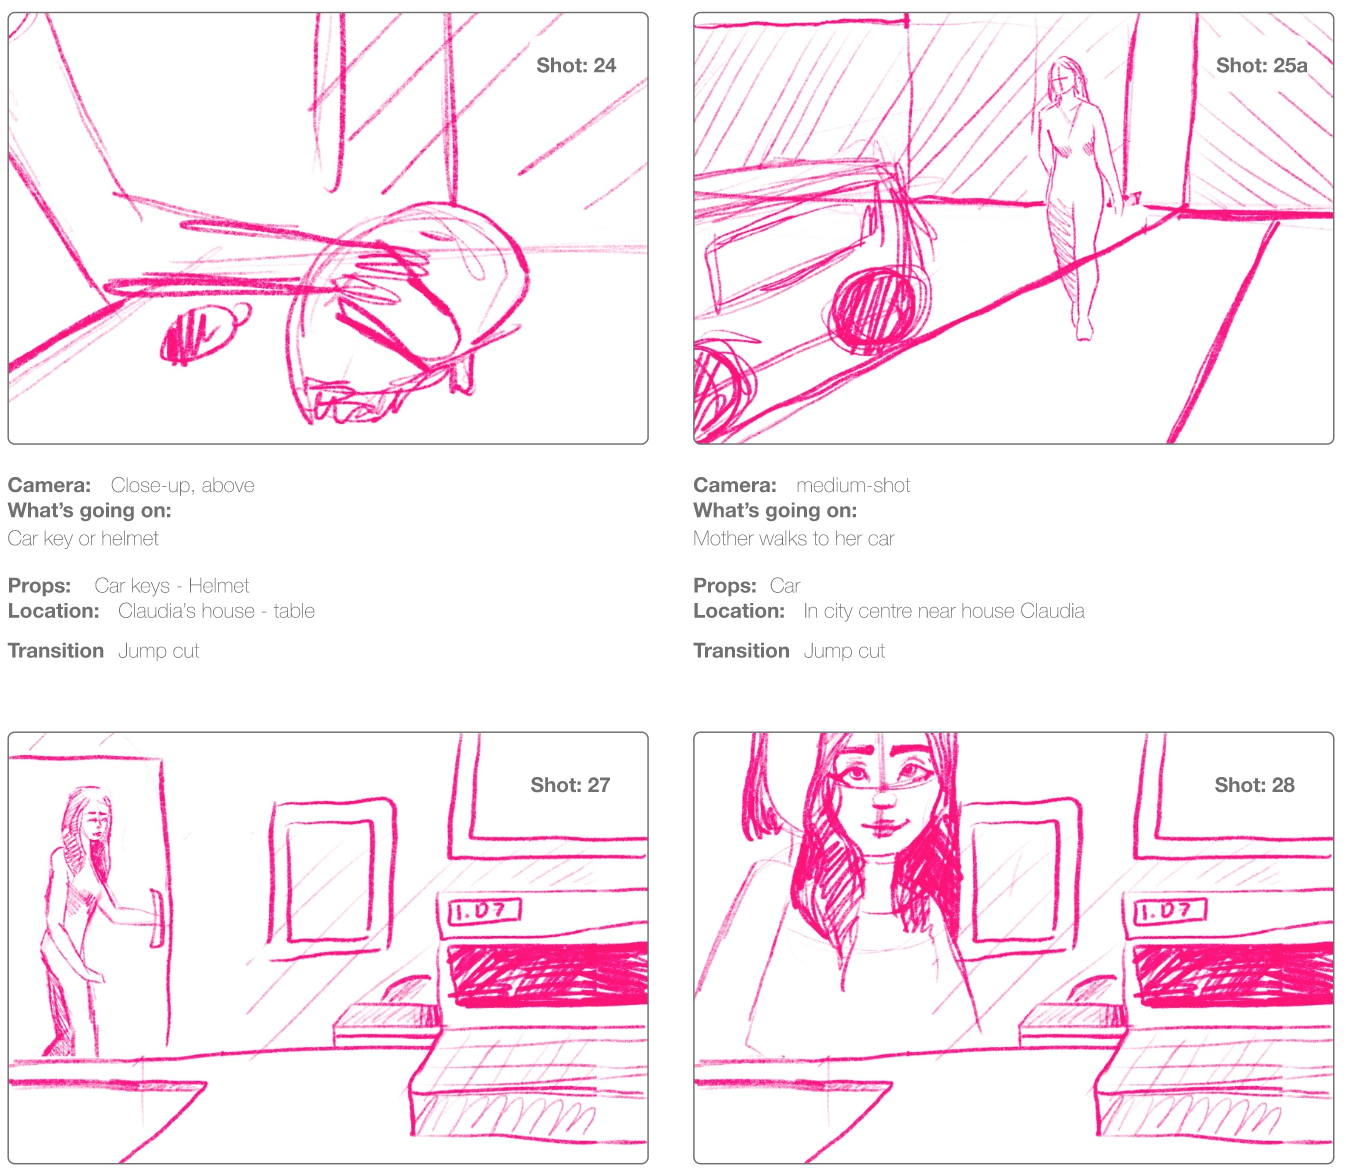 Shot: 24
Camera: Close-up, above
What's going on:
Car key or helmet
Props: Car keys - Helmet
Location: Claudia's house - table
Transition Jump cut
Shot: 25a
Camera: medium-shot
What's going on:
Mother walks to her car
Props: Car
Location: In city centre near house Claudia
Transition Jump cut
Shot: 27
1.07
Shot: 28
1.07